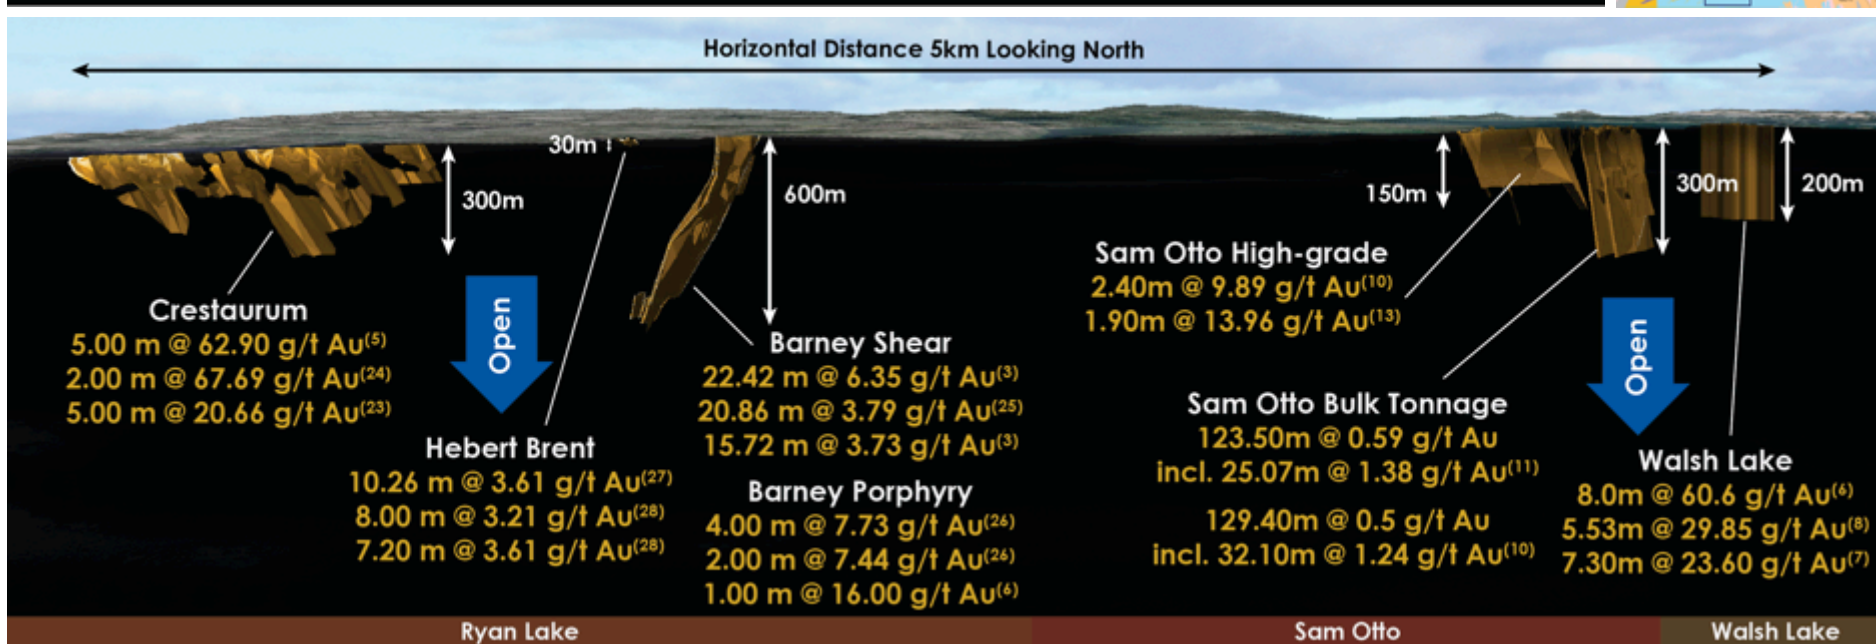 Horizontal Distance 5km Looking North
30m
300m
600m
150m
300m
200m
Crestaurum
5.00 m @ 62.90 g/t Au(5)
2.00 m @ 67.69 g/t Au(24)
5.00 m @ 20.66 g/t Au(23)
Open
Hebert Brent
10.26 m @ 3.61 g/t Au(27)
8.00 m @ 3.21 g/t Au(28)
7.20 m @ 3.61 g/t Au(28)
Barney Shear
22.42 m @ 6.35 g/t Au(3)
20.86 m @ 3.79 g/t Au(25)
15.72 m @ 3.73 g/t Au(3)
Barney Porphyry
4.00 m @ 7.73 g/t Au(26)
2.00 m @ 7.44 g/t Au(26)
1.00 m @ 16.00 g/t Au(6)
Sam Otto High-grade
2.40m @ 9.89 g/t Au(10)
1.90m @ 13.96 g/t Au(13)
Sam Otto Bulk Tonnage
123.50m @ 0.59 g/t Au
incl. 25.07m @ 1.38 g/t Au(11)
129.40m @ 0.5 g/t Au
incl. 32.10m @ 1.24 g/t Au(10)
Open
Walsh Lake
8.0m @ 60.6 g/t Au(6)
5.53m @ 29.85 g/t Au(8)
7.30m @ 23.60 g/t Au(7)
Ryan Lake
Sam Otto
Walsh Lake